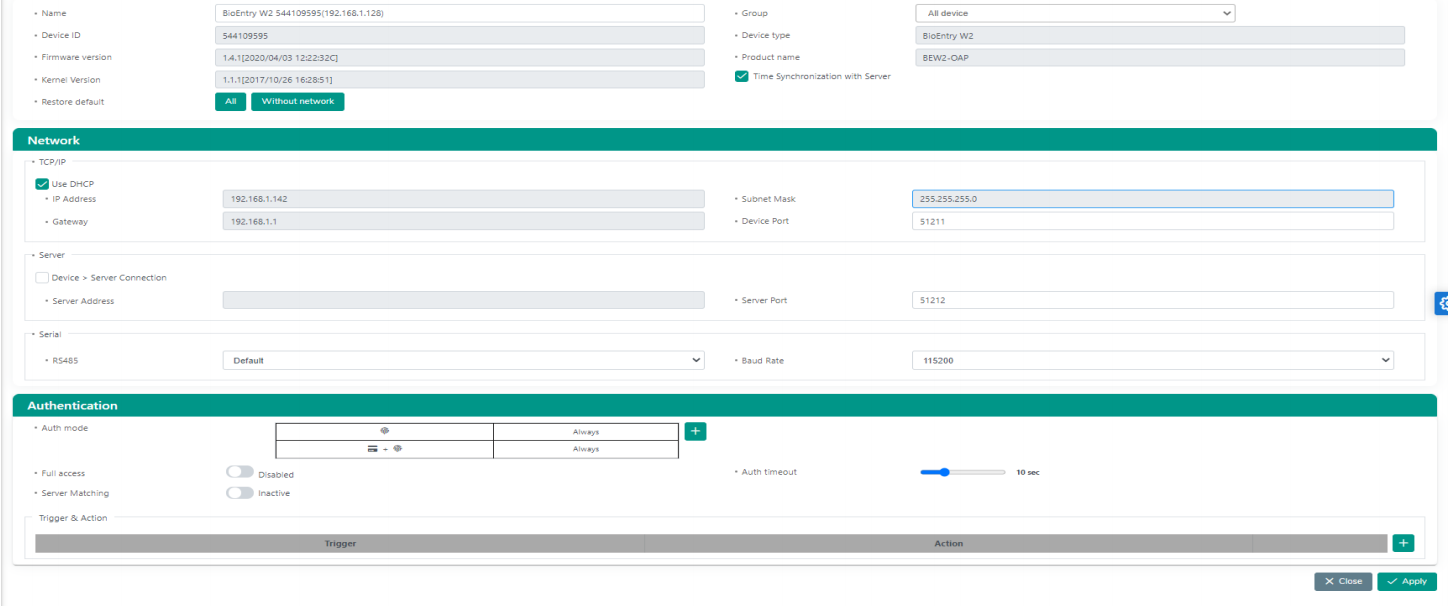 Name BioEntry W2 544109595(192.168.1.128) Group All device
Device ID 544109595 Device type BioEntry W2
Firmware version 1.4.1[2020/04/03 12:22:32C] Product name BEW2-OAP
Kernel Version 1.1.1[2017/10/26 16:28:51] Time Synchronization with Server
Restore default All Without network
Network
TCP/IP
Use DHCP
IP Address 192.168.1.142 Subnet Mask 255.255.255.0
Gateway 192.168.1.1 Device Port 51211
Server
Device > Server Connection
Server Address Server Port 51212
Serial
RS485 Default Baud Rate 115200
Authentication
Auth mode Always
+ Always
Full access Disabled Auth timeout 10 sec
Server Matching Inactive
Trigger & Action
Trigger Action
Close Apply